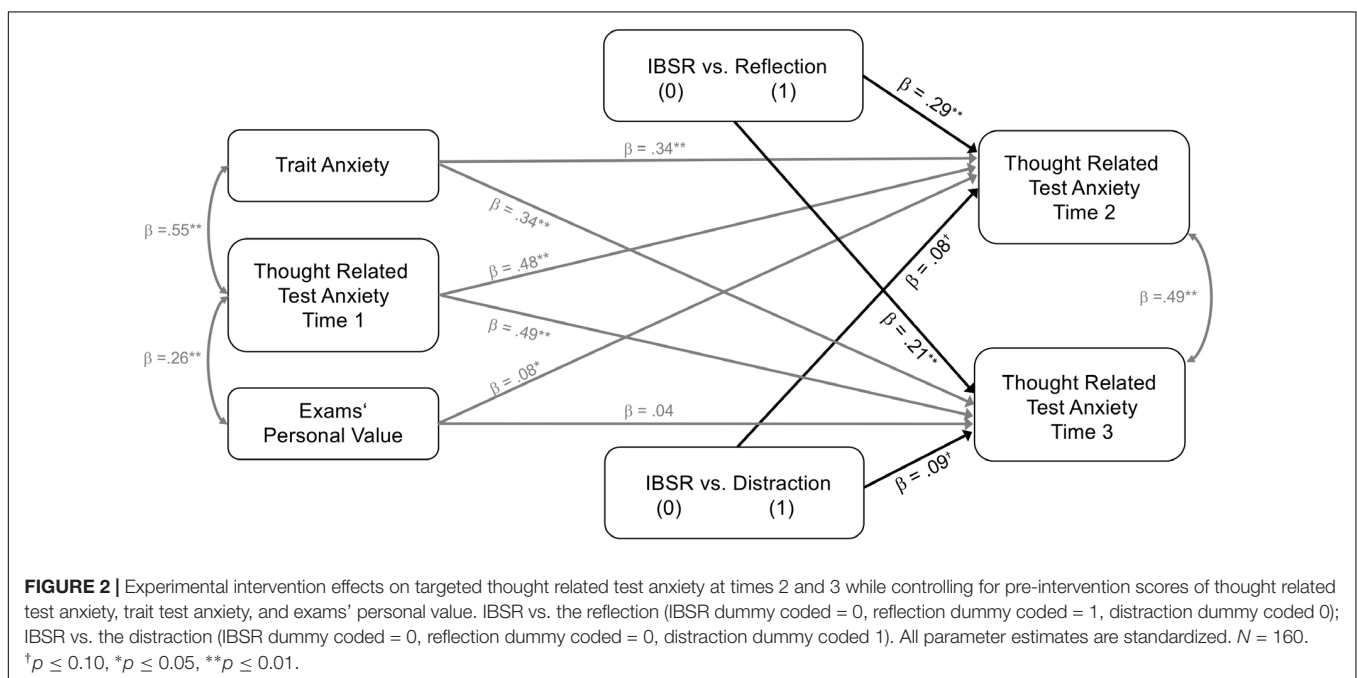 IBSR vs. Reflection
(0) (1)
β = .29**
Trait Anxiety
β = .34**
Thought Related
Test Anxiety
Time 2
β = .34**
β =.55**
Thought Related
Test Anxiety
Time 1
β = .48**
β = .08†
β =.49**
β = .49**
β = .21**
β =.26**
β = .08*
Exams‘
Personal Value
β = .04
Thought Related
Test Anxiety
Time 3
IBSR vs. Distraction
(0) (1)
β = .09†
FIGURE 2 | Experimental intervention effects on targeted thought related test anxiety at times 2 and 3 while controlling for pre-intervention scores of thought related
test anxiety, trait test anxiety, and exams’ personal value. IBSR vs. the reflection (IBSR dummy coded = 0, reflection dummy coded = 1, distraction dummy coded 0);
IBSR vs. the distraction (IBSR dummy coded = 0, reflection dummy coded = 0, distraction dummy coded 1). All parameter estimates are standardized. N = 160.
†p ≤ 0.10, *p ≤ 0.05, **p ≤ 0.01.